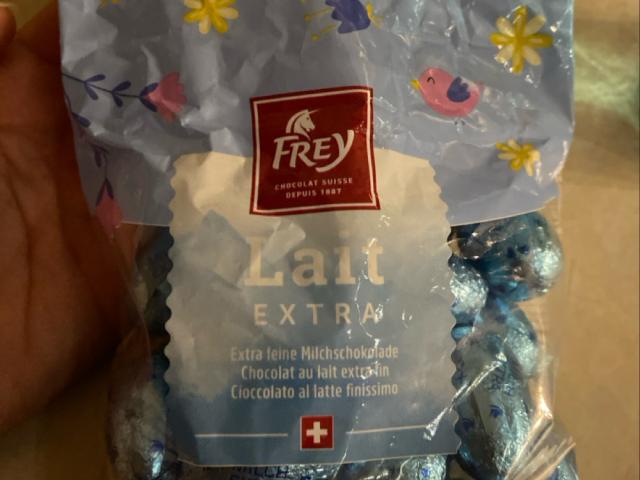 FREY
CHOCOLAT SUISSE
DEPUIS 1887
Lait
EXTRA
Extra feine Milchschokolade
Chocolat au lait extra fin
Cioccolato al latte finissimo
MILCH